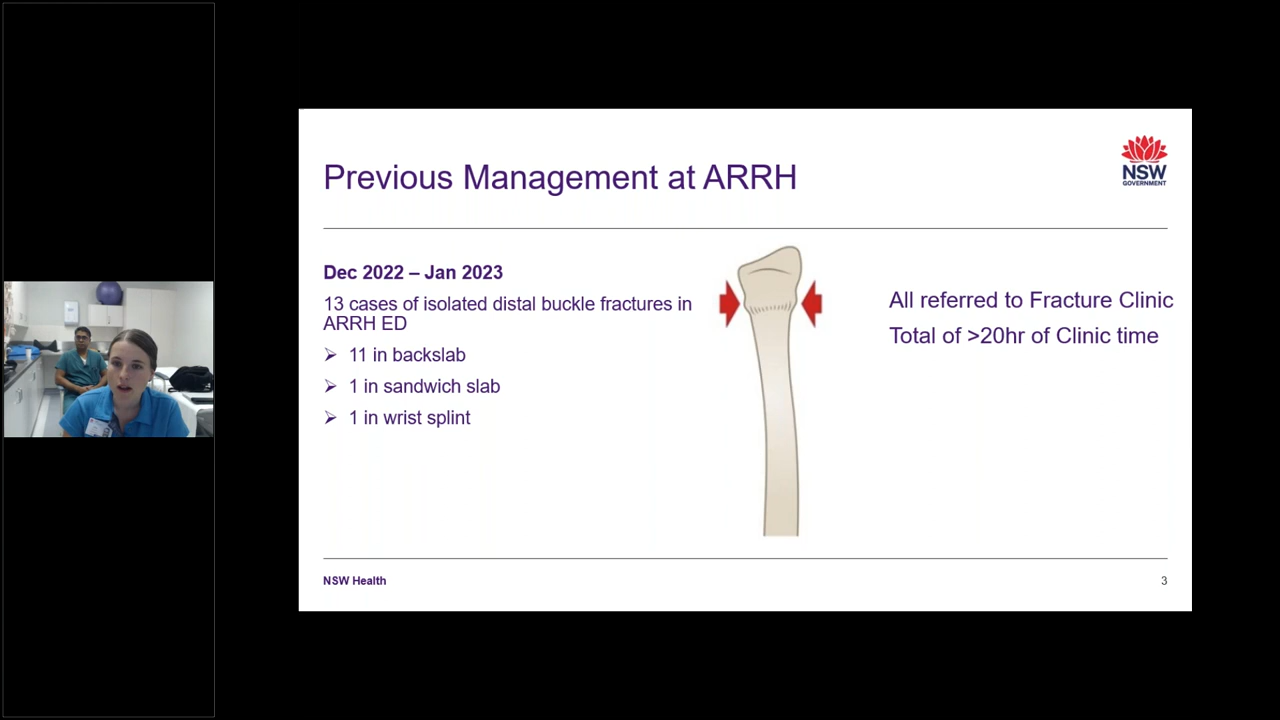 Previous Management at ARRH
NSW
GOVERNMENT
Dec 2022 – Jan 2023
13 cases of isolated distal buckle fractures in
ARRH ED
➢ 11 in backslab
➢ 1 in sandwich slab
➢ 1 in wrist splint
All referred to Fracture Clinic
Total of >20hr of Clinic time
NSW Health
3